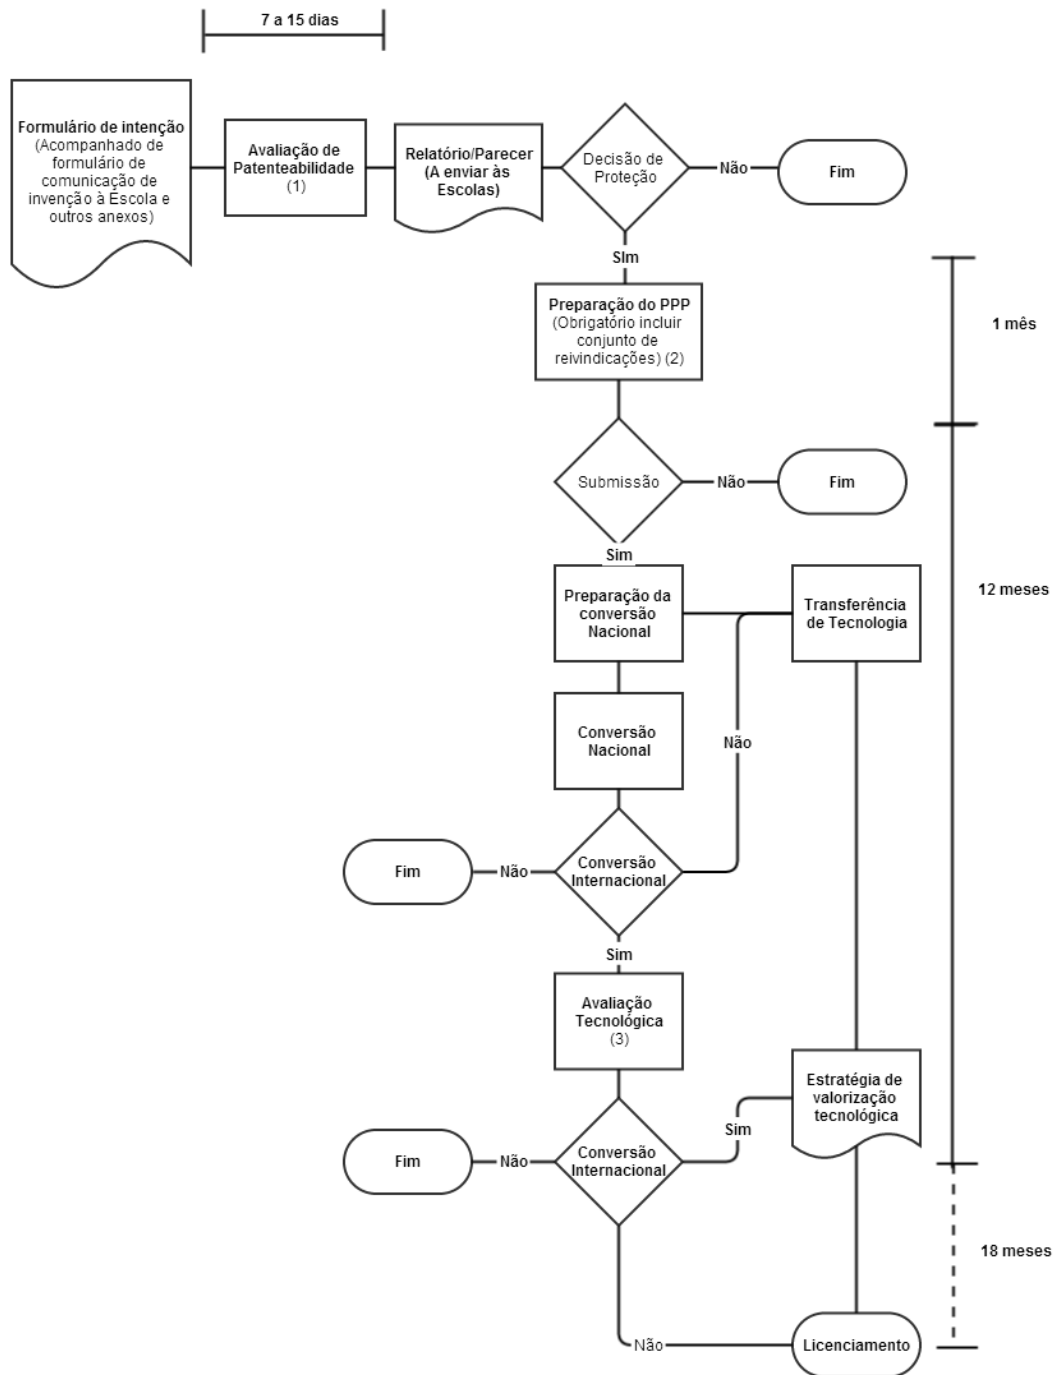 7 a 15 dias
Formulário de intenção
(Acompanhado de
formulário de
comunicação de
invenção à Escola e
outros anexos)
Avaliação de
Patenteabilidade
(1)
Relatório/Parecer
(A enviar às
Escolas)
Decisão de
Proteção
Não
Fim
SIm
Preparação do PPP
(Obrigatório incluir
conjunto de
reivindicações) (2)
1 mês
Submissão
Não
Fim
Sim
Preparação da
conversão
Nacional
Transferência
de Tecnologia
12 meses
Conversão
Nacional
Não
Fim
Não
Conversão
Internacional
Sim
Avaliação
Tecnológica
(3)
Estratégia de
valorização
tecnológica
Sim
Fim
Não
Conversão
Internacional
18 meses
Não
Licenciamento